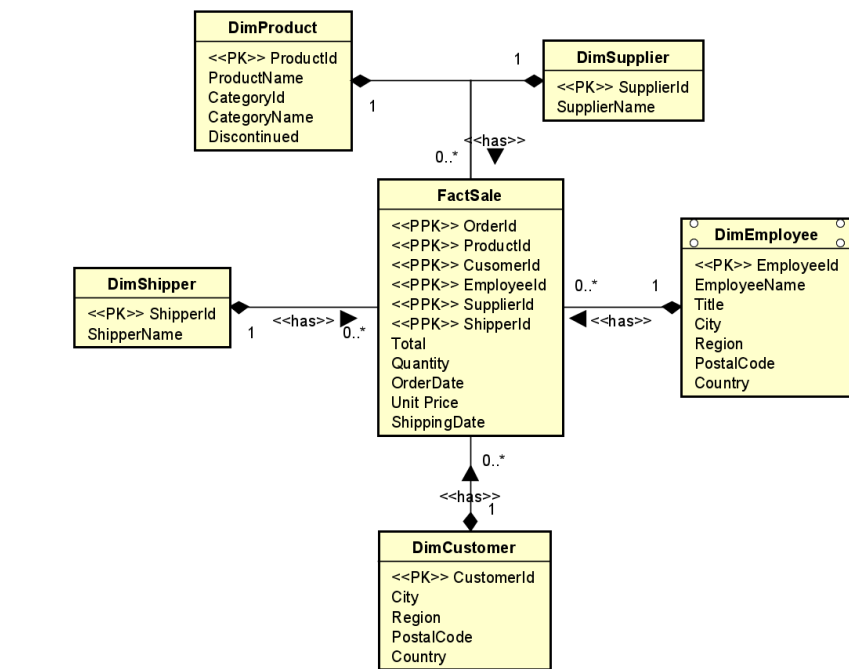 DimProduct
<<PK>> ProductId
ProductName
CategoryId
CategoryName
Discontinued
1
1
DimSupplier
<<PK>> SupplierId
SupplierName
<<has>>
0..*
FactSale
<<PPK>> OrderId
<<PPK>> ProductId
<<PPK>> CusomerId
<<PPK>> EmployeeId
<<PPK>> SupplierId
<<PPK>> ShipperId
Total
Quantity
OrderDate
Unit Price
ShippingDate
DimShipper
<<PK>> ShipperId
ShipperName
1
<<has>>
0..*
0..*
1
<<has>>
DimEmployee
<<PK>> EmployeeId
EmployeeName
Title
City
Region
PostalCode
Country
0..*
<<has>>
1
DimCustomer
<<PK>> CustomerId
City
Region
PostalCode
Country